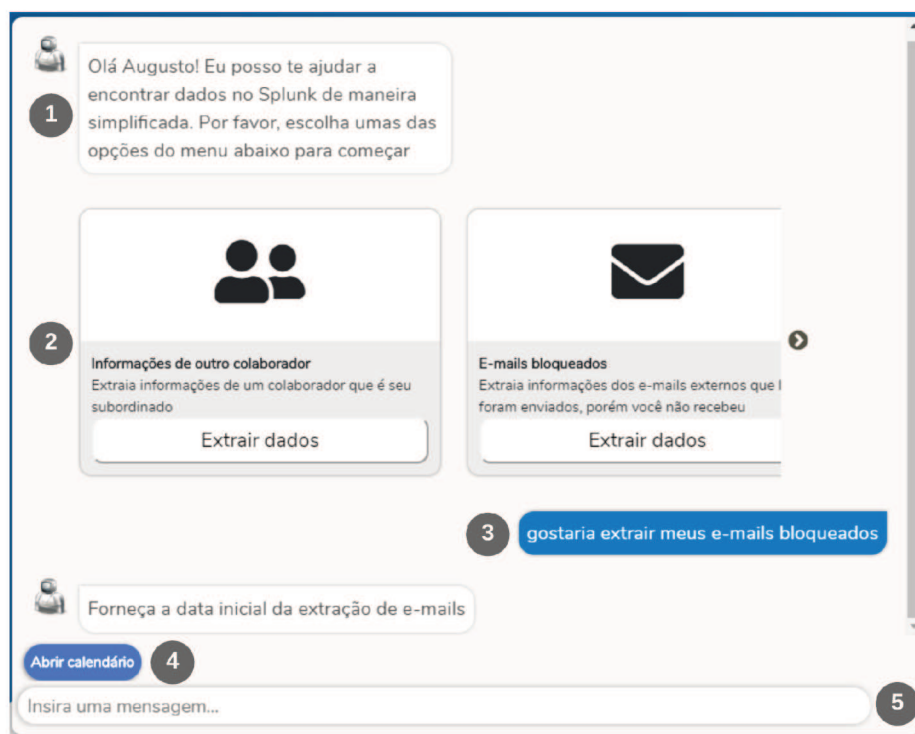 Olá Augusto! Eu posso te ajudar a
encontrar dados no Splunk de maneira
simplificada. Por favor, escolha umas das
opções do menu abaixo para começar
1
2
Informações de outro colaborador
Extraia informações de um colaborador que é seu
subordinado
Extrair dados
E-mails bloqueados
Extraia informações dos e-mails externos que
foram enviados, porém você não recebeu
Extrair dados
3
gostaria extrair meus e-mails bloqueados
Forneça a data inicial da extração de e-mails
Abrir calendário
4
Insira uma mensagem...
5